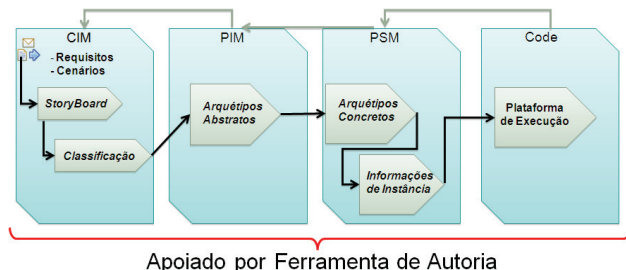 CIM
- Requisitos
- Cenários
StoryBoard
Classificação
PIM
Arquétipos
Abstratos
PSM
Arquétipos
Concretos
Informações
de Instância
Code
Plataforma
de Execução
Apoiado por Ferramenta de Autoria